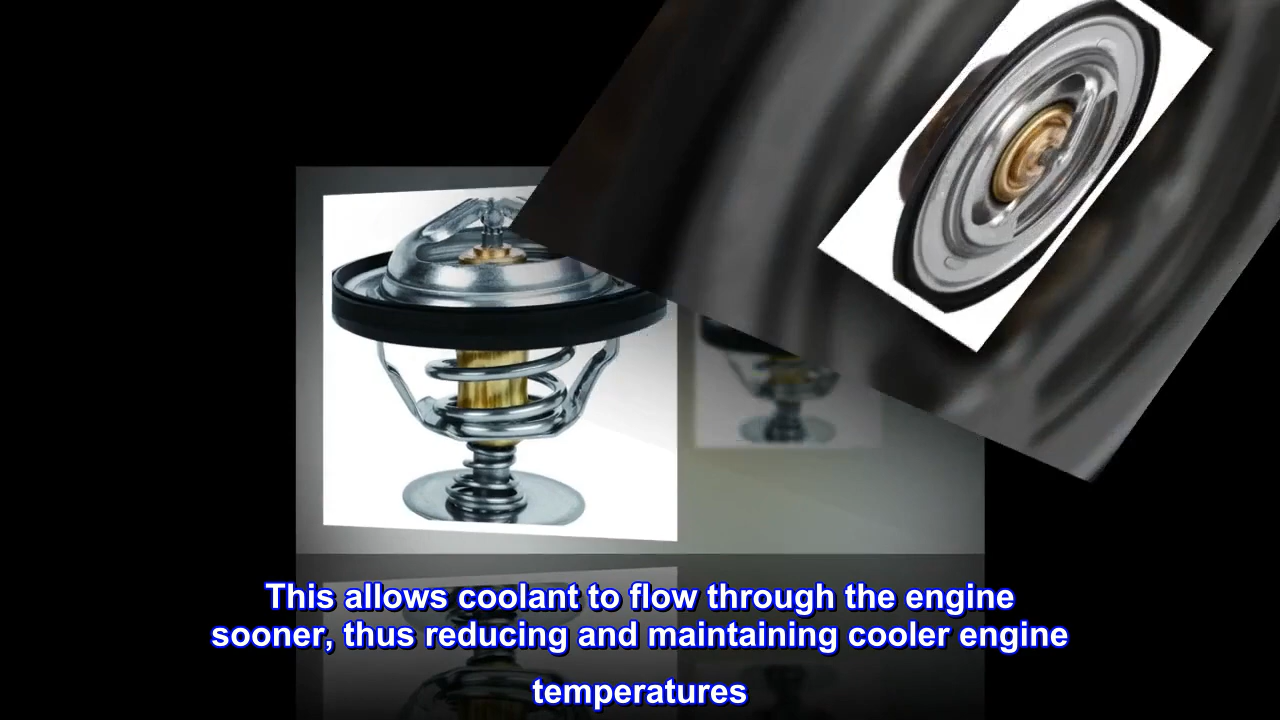 This allows coolant to flow through the engine
sooner, thus reducing and maintaining cooler engine
temperatures